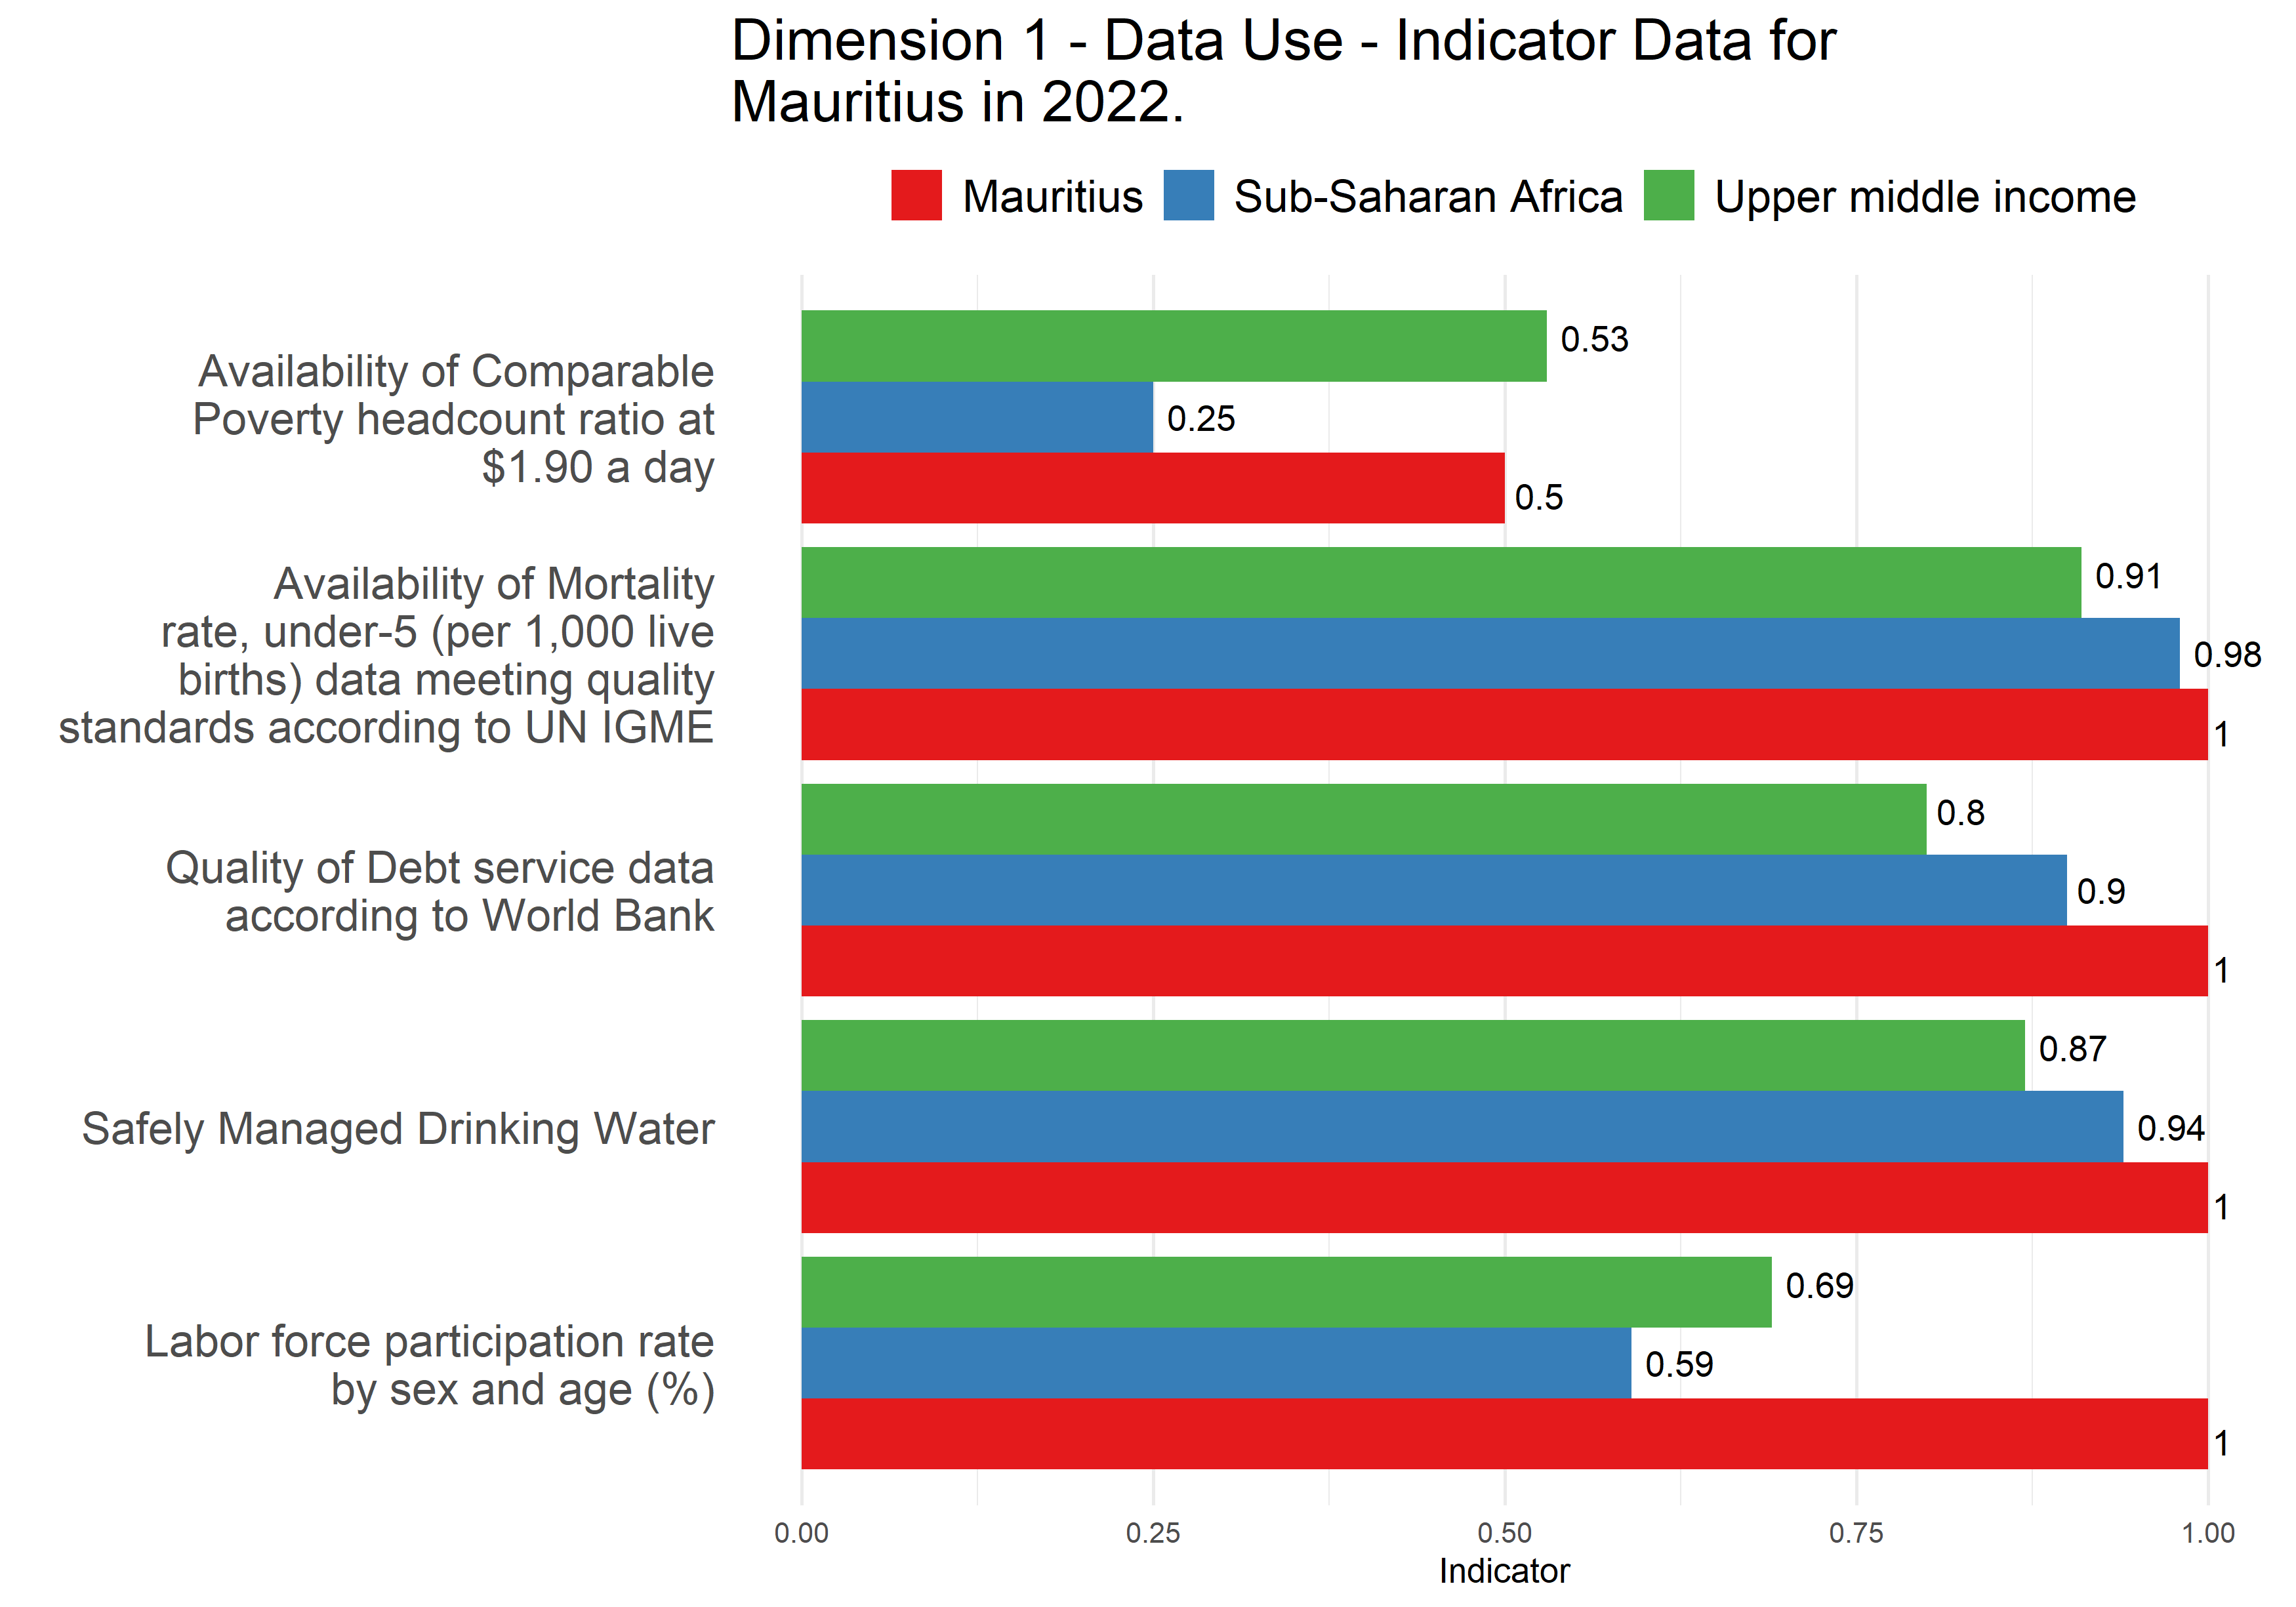 Dimension 1 - Data Use - Indicator Data for
Mauritius in 2022.
Mauritius
Sub-Saharan Africa
Upper middle income
Availability of Comparable
Poverty headcount ratio at
$1.90 a day
0.53
0.25
0.5
Availability of Mortality
rate, under-5 (per 1,000 live
births) data meeting quality
standards according to UN IGME
0.91
0.98
1
Quality of Debt service data
according to World Bank
0.8
0.9
1
Safely Managed Drinking Water
0.87
0.94
1
Labor force participation rate
by sex and age (%)
0.69
0.59
1
0.00
0.25
0.50
0.75
1.00
Indicator